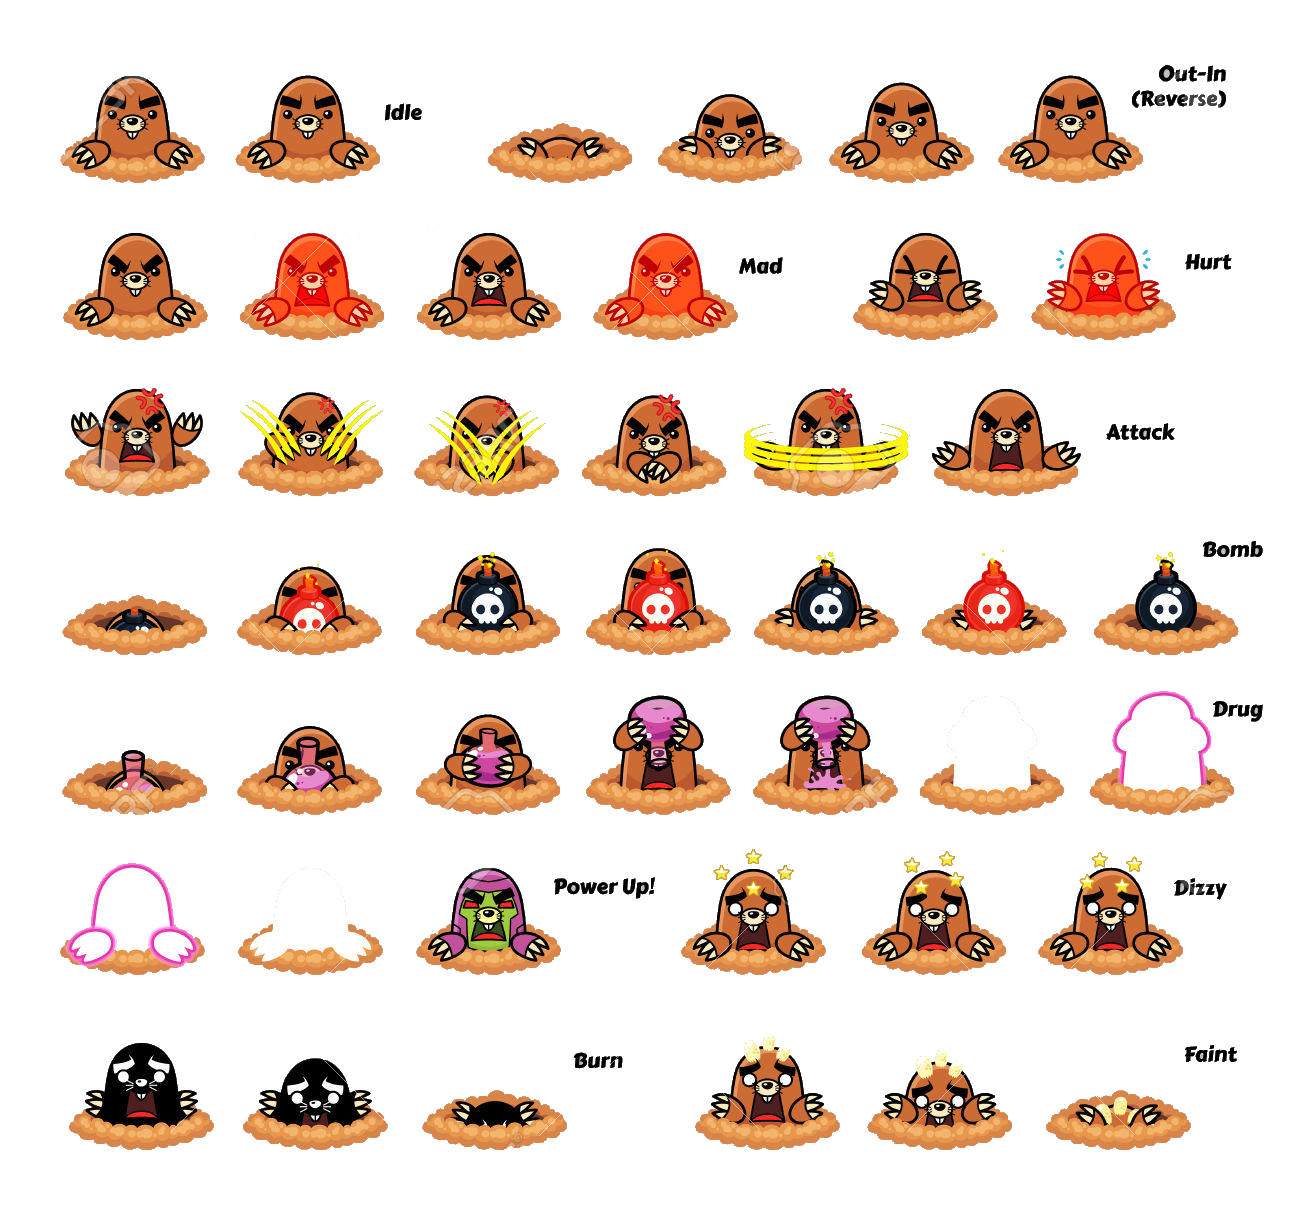 Idle
Out-In
(Reverse)
Mad
Hurt
Attack
Bomb
Drug
Power Up!
Dizzy
Burn
Faint